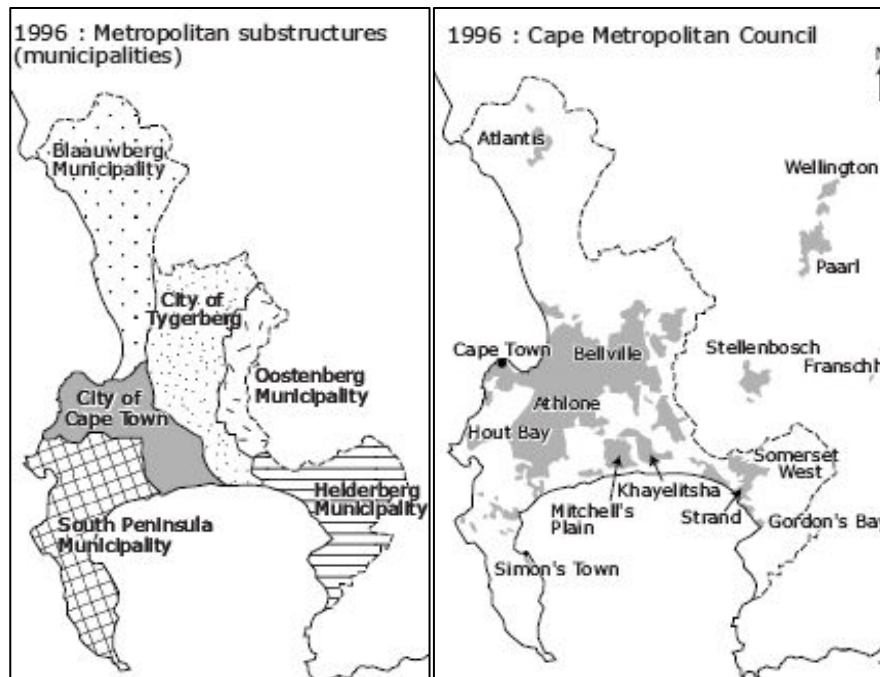 1996 : Metropolitan substructures
(municipalities)
Blaauwberg
Municipality
City of
Tygerberg
Oostenberg
Municipality
City of
Cape Town
Helderberg
Municipality
South Peninsula
Municipality
1996 : Cape Metropolitan Council
N
Atlantis
Wellington
Paarl
Cape Town
Bellville
Stellenbosch
Franschh
Athlone
Hout Bay
Somerset
West
Khayelitsha
Mitchell's
Plain
Strand
Gordon's Bay
Simon's Town